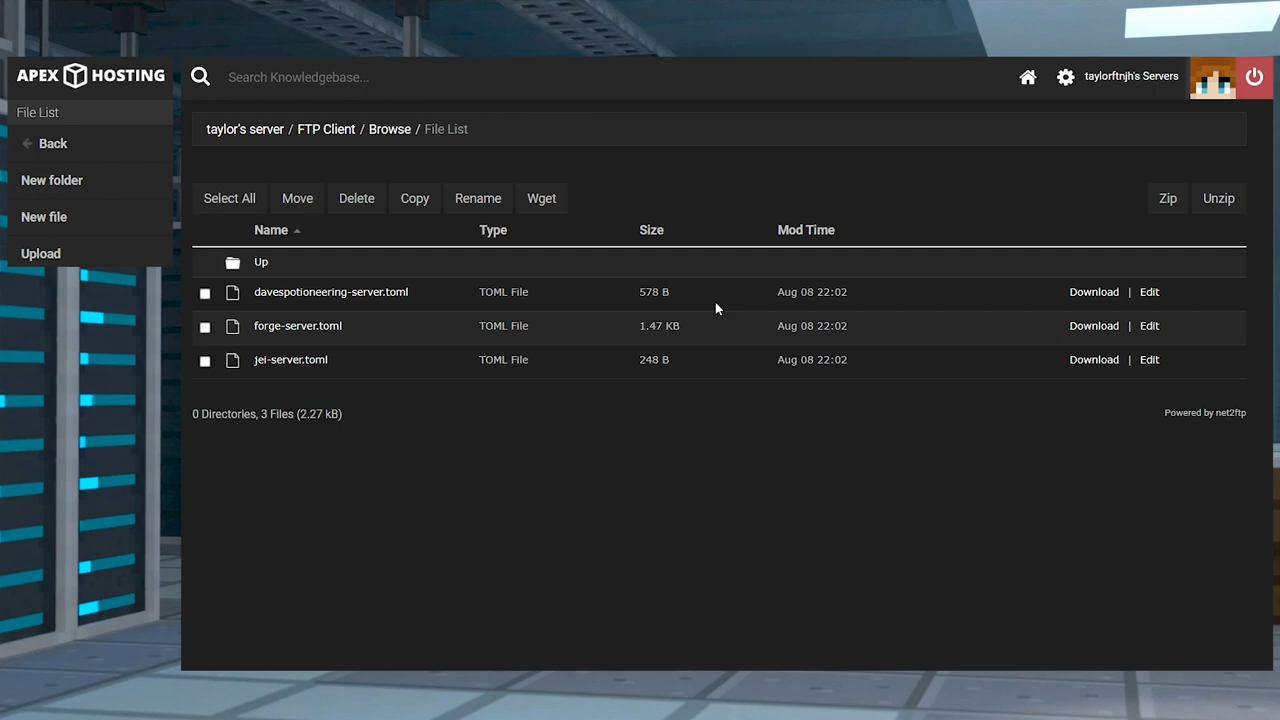 APEX HOSTING
Search Knowledgebase...
taylorftnjh's Servers
File List
Back
New folder
New file
Upload
taylor's server / FTP Client / Browse / File List
Select All Move Delete Copy Rename Wget Zip Unzip
Name Type Size Mod Time
Up
davespotioneering-server.toml TOML File 578 B Aug 08 22:02 Download | Edit
forge-server.toml TOML File 1.47 KB Aug 08 22:02 Download | Edit
jei-server.toml TOML File 248 B Aug 08 22:02 Download | Edit
0 Directories, 3 Files (2.27 kB)
Powered by net2ftp